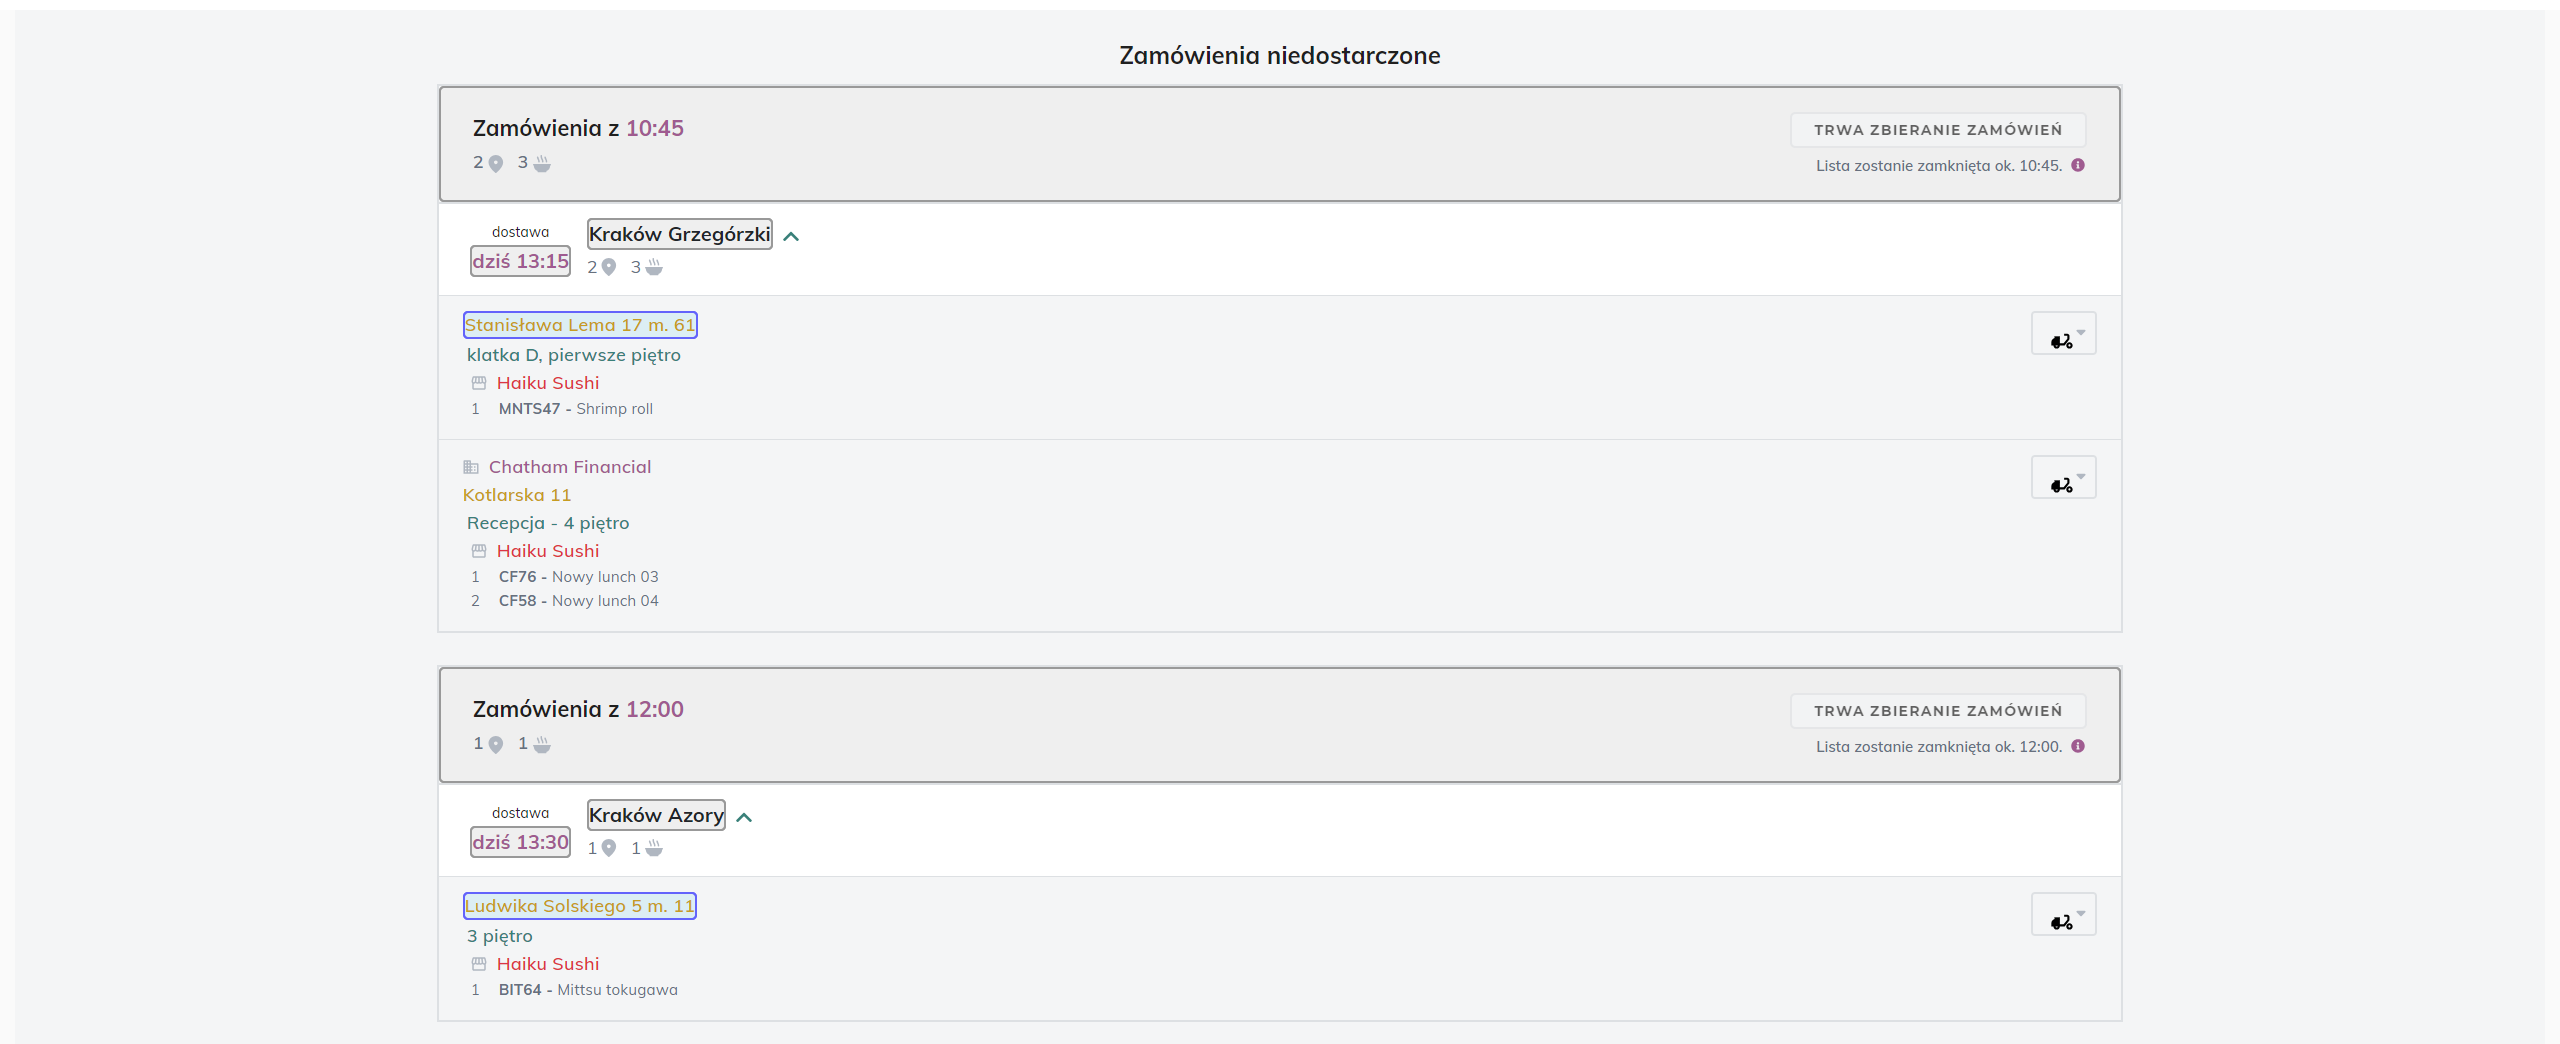 Zamówienia niedostarczone
Zamówienia z 10:45
TRWA ZBIERANIE ZAMÓWIEŃ
2 3
Lista zostanie zamknięta ok. 10:45.
dostawa
Kraków Grzegórzki
dziś 13:15
2 3
Stanisława Lema 17 m. 61
klatka D, pierwsze piętro
Haiku Sushi
1 MNTS47 - Shrimp roll
Chatham Financial
Kotlarska 11
Recepcja - 4 piętro
Haiku Sushi
1 CF76 - Nowy lunch 03
2 CF58 - Nowy lunch 04
Zamówienia z 12:00
TRWA ZBIERANIE ZAMÓWIEŃ
1 1
Lista zostanie zamknięta ok. 12:00.
dostawa
Kraków Azory
dziś 13:30
1 1
Ludwika Solskiego 5 m. 11
3 piętro
Haiku Sushi
1 BIT64 - Mittsu tokugawa